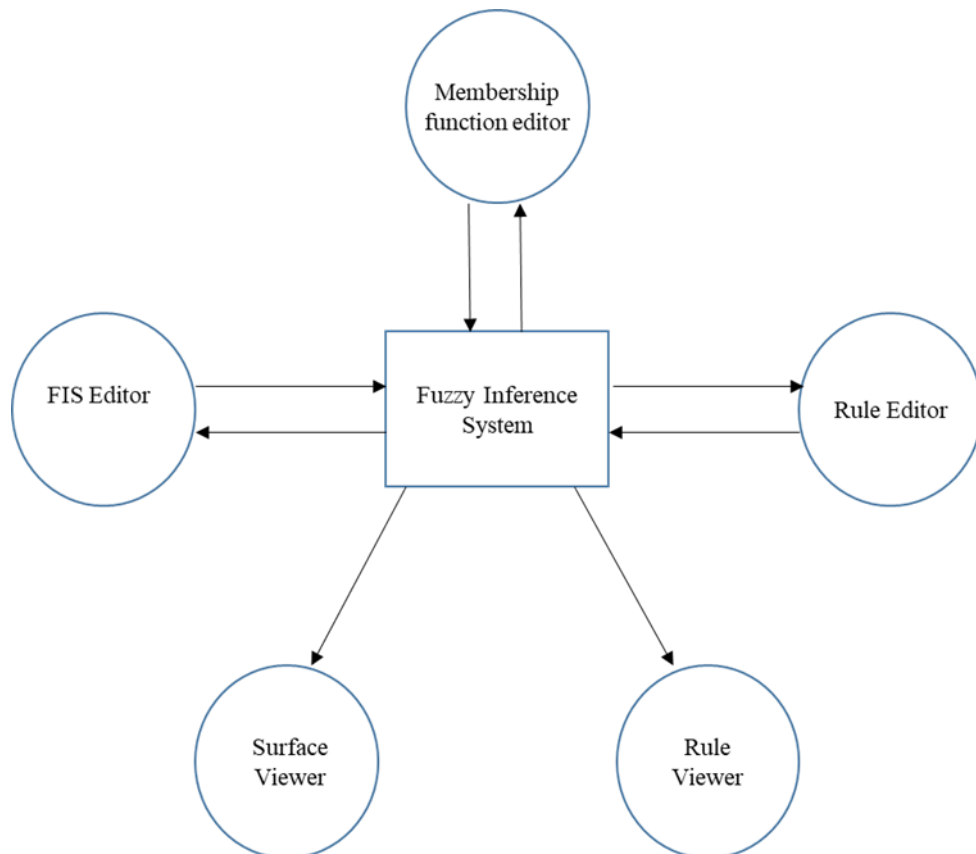 Membership
function editor
FIS Editor
Fuzzy Inference
System
Rule Editor
Surface
Viewer
Rule
Viewer